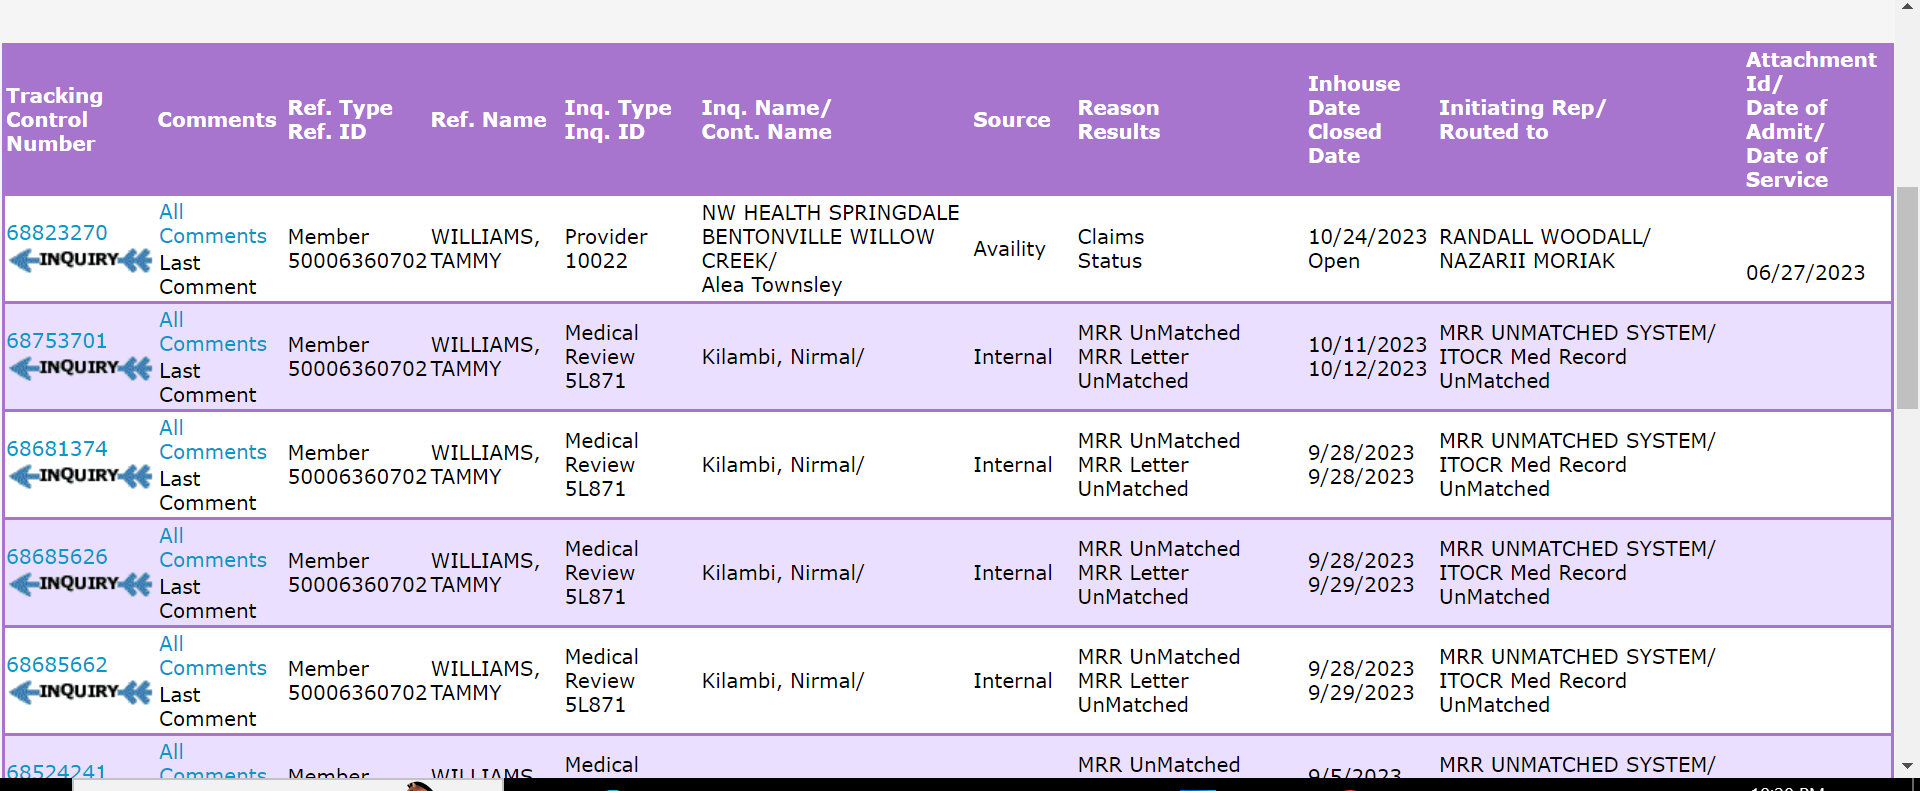 Tracking Control Number
Comments
Ref. Type Ref. ID
Ref. Name
Inq. Type Inq. ID
Inq. Name/ Cont. Name
Source
Reason Results
Inhouse Date Closed Date
Initiating Rep/ Routed to
Attachment Id/ Date of Admit/ Date of Service
68823270
INQUIRY
All Comments
Last Comment
Member 50006360702
WILLIAMS, TAMMY
Provider 10022
NW HEALTH SPRINGDALE BENTONVILLE WILLOW CREEK/ Alea Townsley
Availity
Claims Status
10/24/2023 Open
RANDALL WOODALL/ NAZARII MORIAK
06/27/2023
68753701
INQUIRY
All Comments
Last Comment
Member 50006360702
WILLIAMS, TAMMY
Medical Review 5L871
Kilambi, Nirmal/
Internal
MRR UnMatched MRR Letter UnMatched
10/11/2023 10/12/2023
MRR UNMATCHED SYSTEM/ ITOCR Med Record UnMatched
68681374
INQUIRY
All Comments
Last Comment
Member 50006360702
WILLIAMS, TAMMY
Medical Review 5L871
Kilambi, Nirmal/
Internal
MRR UnMatched MRR Letter UnMatched
9/28/2023 9/28/2023
MRR UNMATCHED SYSTEM/ ITOCR Med Record UnMatched
68685626
INQUIRY
All Comments
Last Comment
Member 50006360702
WILLIAMS, TAMMY
Medical Review 5L871
Kilambi, Nirmal/
Internal
MRR UnMatched MRR Letter UnMatched
9/28/2023 9/29/2023
MRR UNMATCHED SYSTEM/ ITOCR Med Record UnMatched
68685662
INQUIRY
All Comments
Last Comment
Member 50006360702
WILLIAMS, TAMMY
Medical Review 5L871
Kilambi, Nirmal/
Internal
MRR UnMatched MRR Letter UnMatched
9/28/2023 9/29/2023
MRR UNMATCHED SYSTEM/ ITOCR Med Record UnMatched
68524241
All Comments
Member
WILLIAMS
Medical
MRR UnMatched
9/5/2023
MRR UNMATCHED SYSTEM/